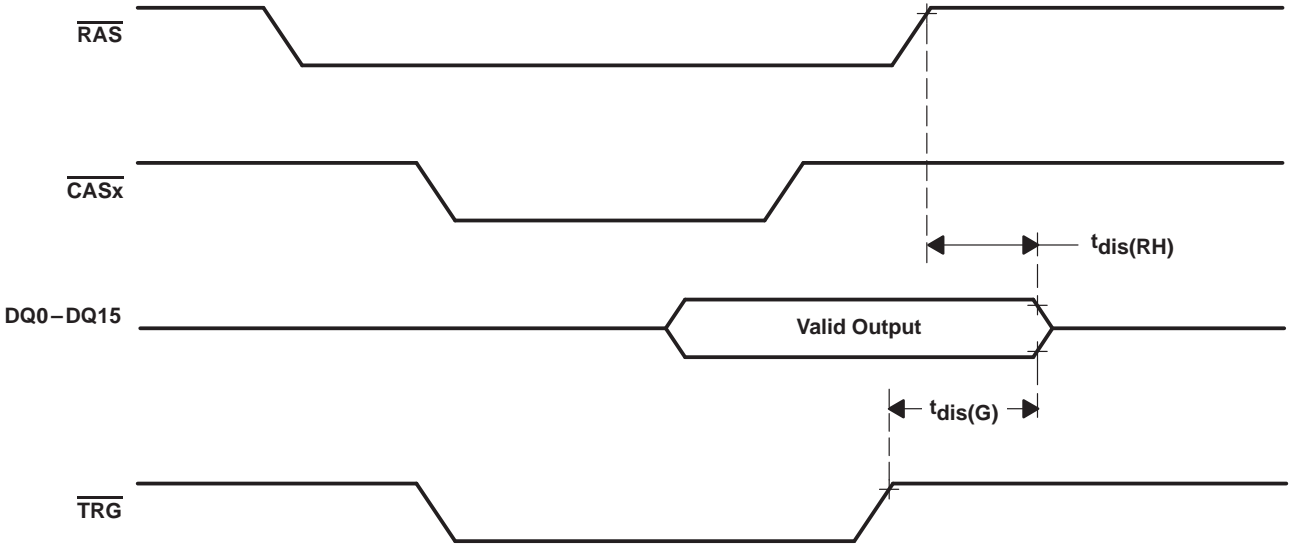 RAS
CASx
tdis(RH)
DQ0–DQ15
Valid Output
tdis(G)
TRG